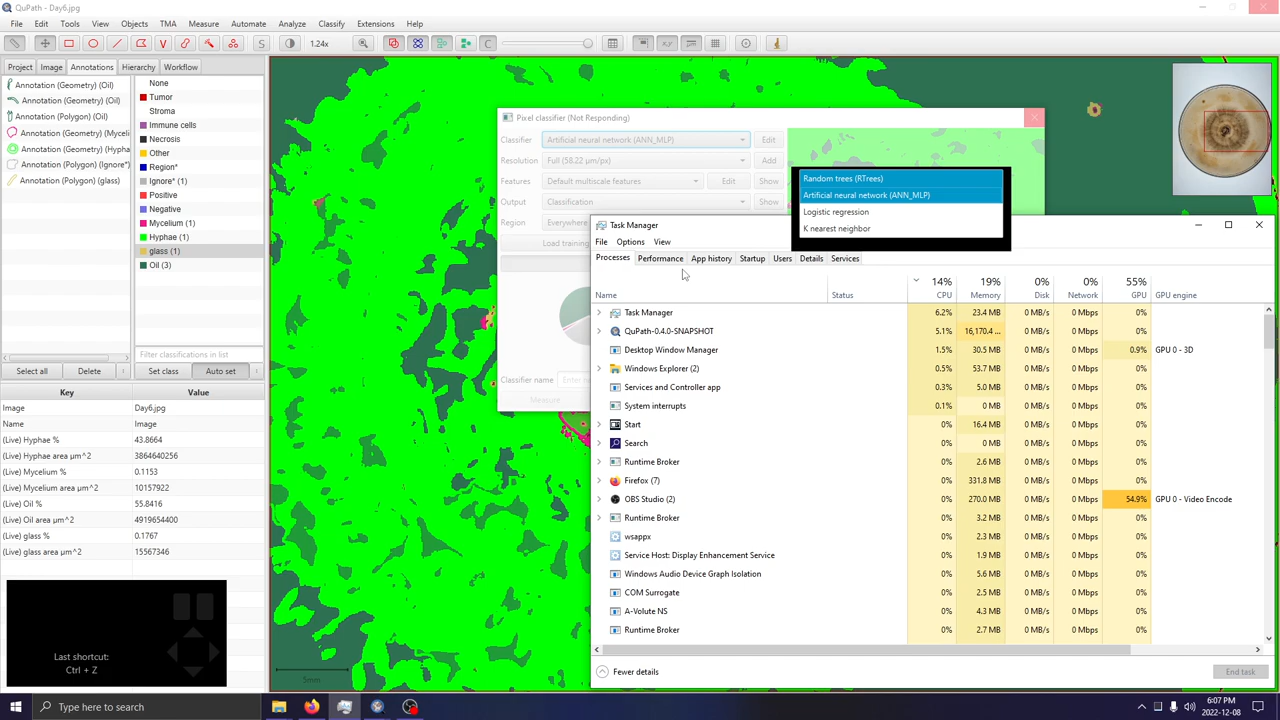 QuPath - Day6.jpg
File Edit Tools View Objects TMA Measure Automate Analyze Classify Extensions Help
S C 1.24x
Project Image Annotations Hierarchy Workflow
Annotation (Geometry) (Oil)
Annotation (Geometry) (Oil)
Annotation (Polygon) (Oil)
Annotation (Geometry) (Myceli
Annotation (Geometry) (Hypha
Annotation (Polygon) (Ignore*)
Annotation (Polygon) (glass)
None
Tumor
Stroma
Immune cells
Necrosis
Other
Region*
Ignore* (1)
Positive
Negative
Mycelium (1)
Hyphae (1)
glass (1)
Oil (3)
Filter classifications in list
Select all Delete Set class Auto set
Key Value
Image Day6.jpg
Name Image
(Live) Hyphae % 43.8664
(Live) Hyphae area µm^2 3864640256
(Live) Mycelium % 0.1153
(Live) Mycelium area µm^2 10157922
(Live) Oil % 55.8416
(Live) Oil area µm^2 4919654400
(Live) glass % 0.1767
(Live) glass area µm^2 15567346
Last shortcut:
Ctrl + Z
5mm
Pixel classifier (Not Responding)
Classifier Artificial neural network (ANN_MLP) Edit
Resolution Full (58.22 µm/px) Add
Features Default multiscale features Edit Show
Output Classification Show
Region Everywhere
Load training
Classifier name Enter na
Measure
Random trees (RTrees)
Artificial neural network (ANN_MLP)
Logistic regression
K nearest neighbor
Task Manager
File Options View
Processes Performance App history Startup Users Details Services
14% 19% 0% 0% 55%
Name Status CPU Memory Disk Network GPU GPU engine
Task Manager 6.2% 23.4 MB 0 MB/s 0 Mbps 0%
QuPath-0.4.0-SNAPSHOT 5.1% 16,170.4 ... 0 MB/s 0 Mbps 0%
Desktop Window Manager 1.5% 30.5 MB 0 MB/s 0 Mbps 0.9% GPU 0 - 3D
Windows Explorer (2) 0.5% 53.7 MB 0 MB/s 0 Mbps 0%
Services and Controller app 0.3% 5.0 MB 0 MB/s 0 Mbps 0%
System interrupts 0.1% 0 MB 0 MB/s 0 Mbps 0%
Start 0% 16.4 MB 0 MB/s 0 Mbps 0%
Search 0% 0 MB 0 MB/s 0 Mbps 0%
Runtime Broker 0% 2.6 MB 0 MB/s 0 Mbps 0%
Firefox (7) 0% 331.8 MB 0 MB/s 0 Mbps 0%
OBS Studio (2) 0% 270.0 MB 0 MB/s 0 Mbps 54.9% GPU 0 - Video Encode
Runtime Broker 0% 3.2 MB 0 MB/s 0 Mbps 0%
wsappx 0% 2.3 MB 0 MB/s 0 Mbps 0%
Service Host: Display Enhancement Service 0% 1.9 MB 0 MB/s 0 Mbps 0%
Windows Audio Device Graph Isolation 0% 5.6 MB 0 MB/s 0 Mbps 0%
COM Surrogate 0% 2.5 MB 0 MB/s 0 Mbps 0%
A-Volute NS 0% 4.3 MB 0 MB/s 0 Mbps 0%
Runtime Broker 0% 2.7 MB 0 MB/s 0 Mbps 0%
Fewer details End task
Type here to search
6:07 PM
2022-12-08